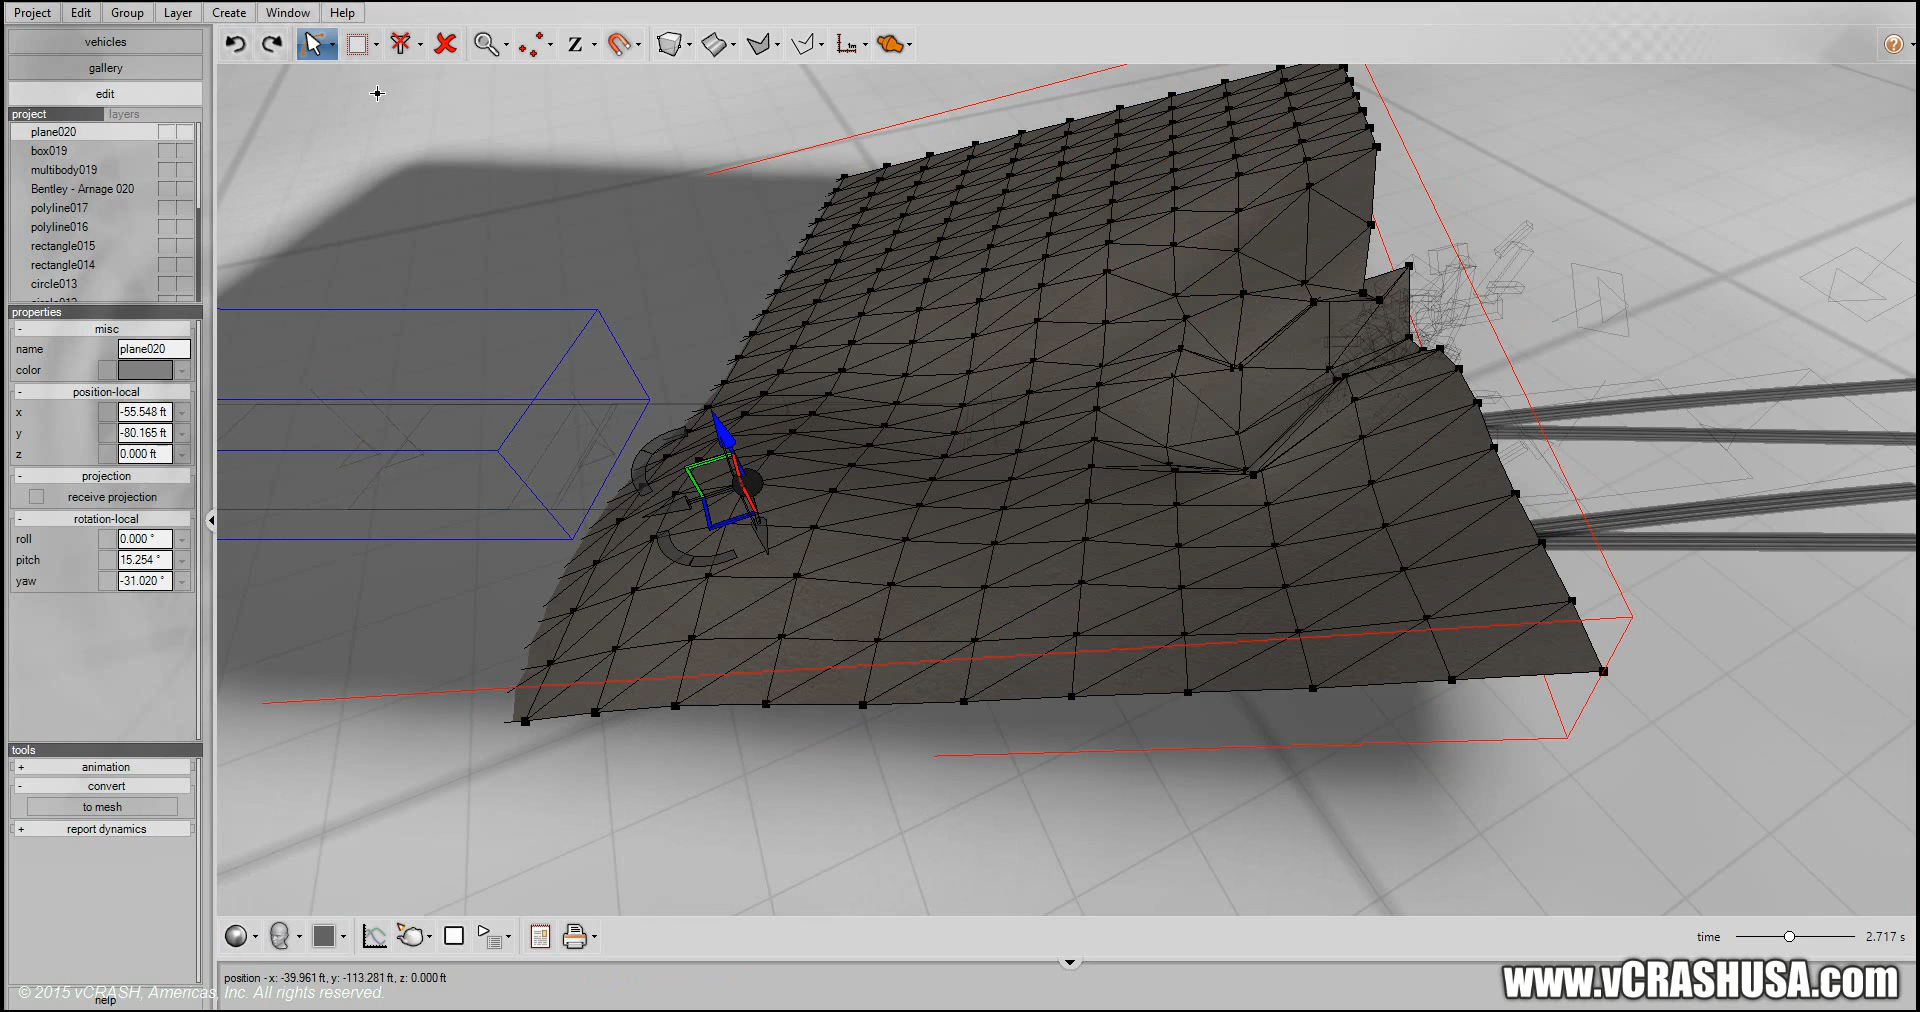 Project Edit Group Layer Create Window Help
vehicles
gallery
edit
project layers
plane020
box019
multibody019
Bentley - Arnage 020
polyline017
polyline016
rectangle015
rectangle014
circle013
circle012
properties
- misc
name plane020
color
- position-local
x -55.548 ft
y -80.165 ft
z 0.000 ft
- projection
receive projection
- rotation-local
roll 0.000 °
pitch 15.254 °
yaw -31.020 °
tools
+ animation
- convert
to mesh
+ report dynamics
help
Z
1m
?
time 2.717 s
position - x: -39.961 ft, y: -113.281 ft, z: 0.000 ft
© 2015 vCRASH, Americas, Inc. All rights reserved.
www.vCRASHUSA.com